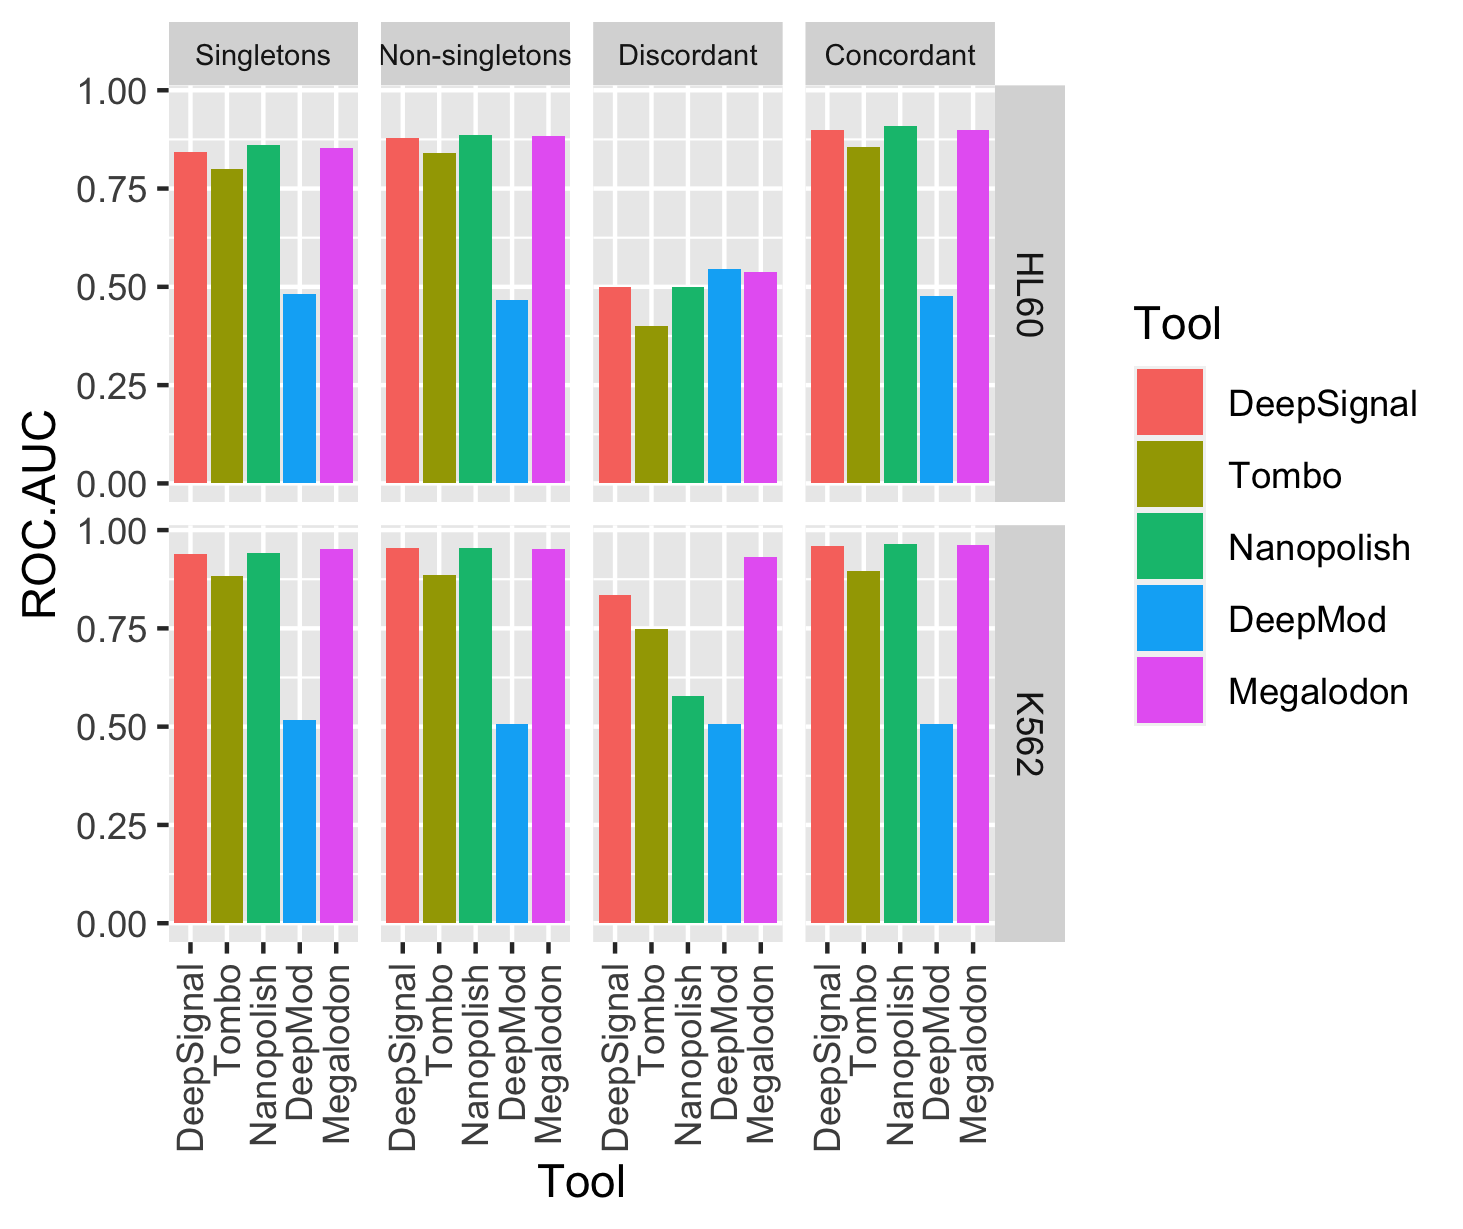 Singletons Non-singletons Discordant Concordant
ROC.AUC
1.00
0.75
0.50
0.25
0.00
HL60
1.00
0.75
0.50
0.25
0.00
K562
DeepSignal Tombo Nanopolish DeepMod Megalodon DeepSignal Tombo Nanopolish DeepMod Megalodon DeepSignal Tombo Nanopolish DeepMod Megalodon DeepSignal Tombo Nanopolish DeepMod Megalodon
Tool
Tool
DeepSignal
Tombo
Nanopolish
DeepMod
Megalodon